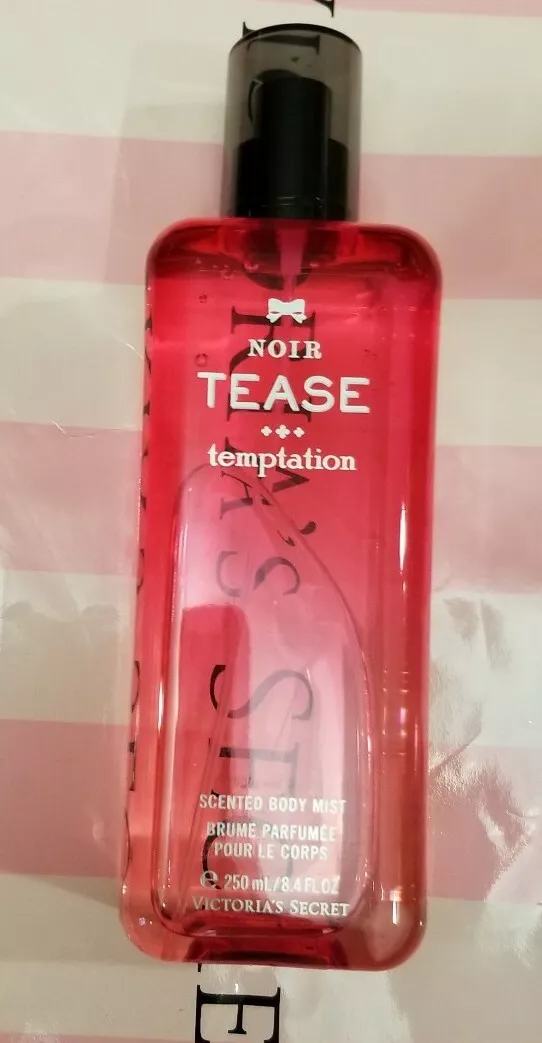 NOIR
TEASE
temptation
SCENTED BODY MIST
BRUME PARFUMÉE
POUR LE CORPS
℮ 250 mL/8.4 FL OZ
VICTORIA'S SECRET